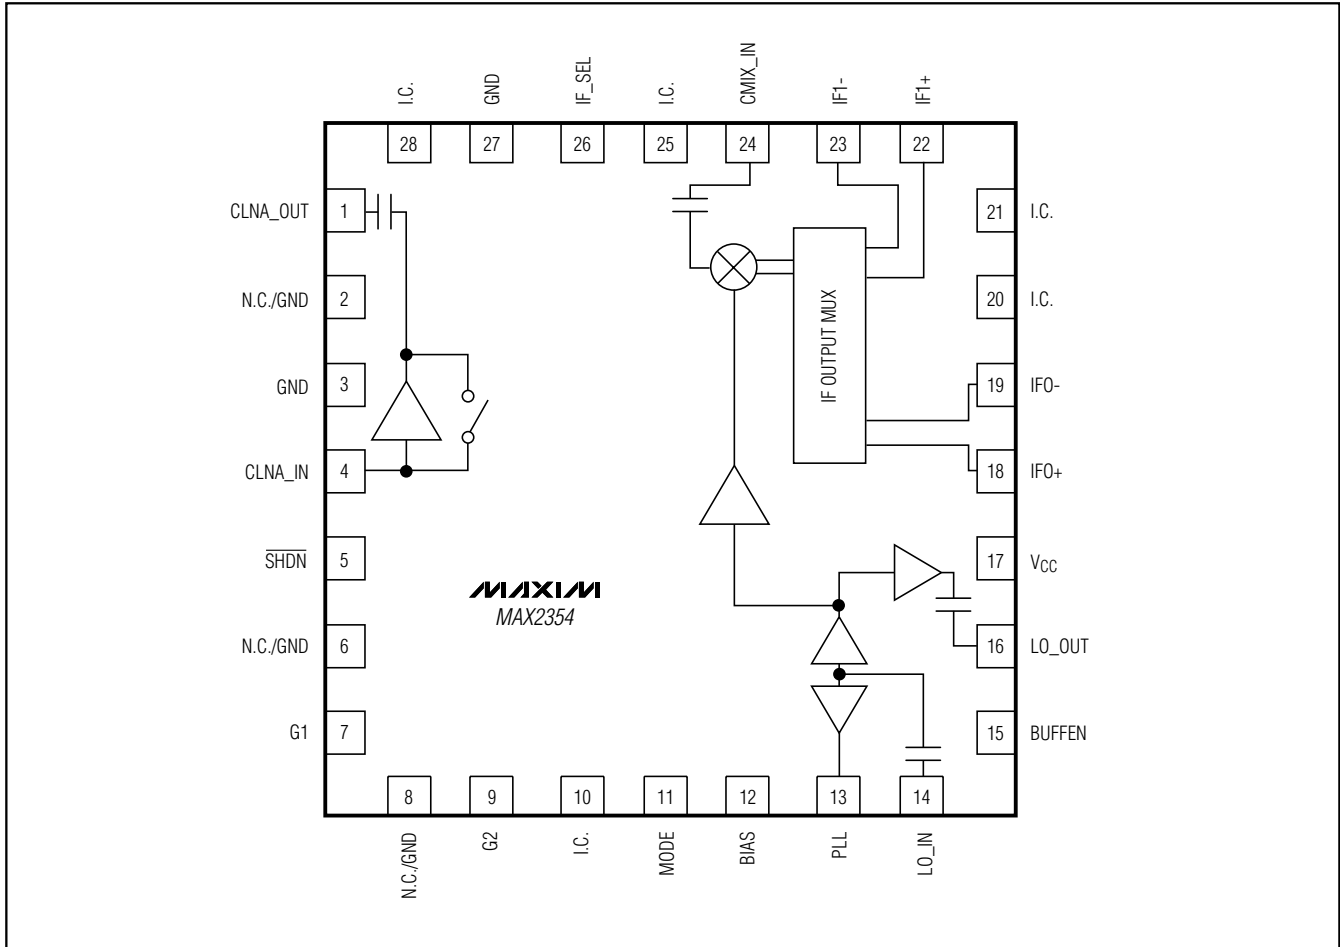 I.C.
GND
IF_SEL
I.C.
CMIX_IN
IF1-
IF1+
28
27
26
25
24
23
22
CLNA_OUT
1
N.C./GND
2
GND
3
CLNA_IN
4
SHDN
5
N.C./GND
6
G1
7
IF OUTPUT MUX
MAXIM
MAX2354
21
I.C.
20
I.C.
19
IF0-
18
IF0+
17
VCC
16
LO_OUT
15
BUFFEN
8
9
10
11
12
13
14
N.C./GND
G2
I.C.
MODE
BIAS
PLL
LO_IN